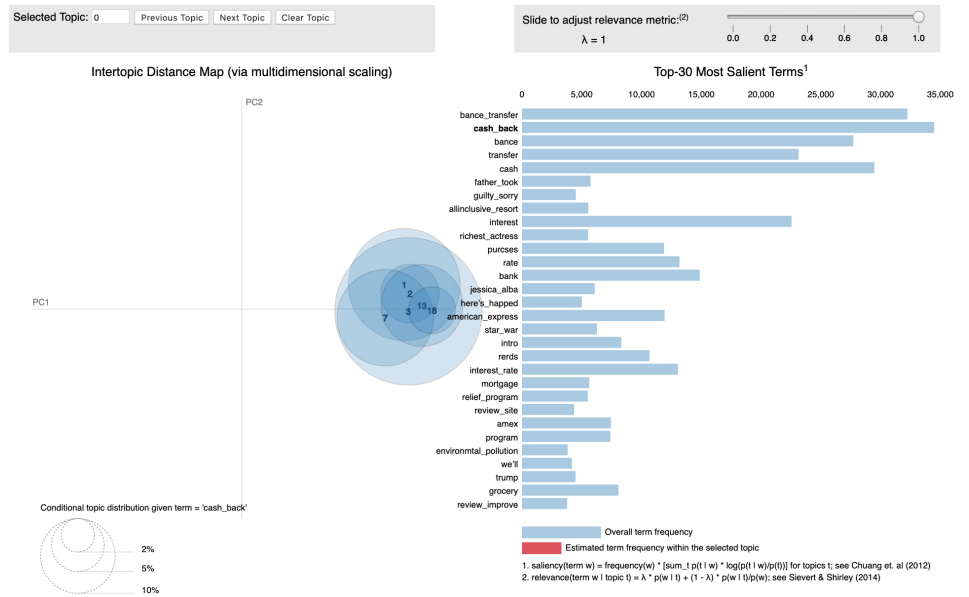 Selected Topic: 0 Previous Topic Next Topic Clear Topic
Slide to adjust relevance metric:(2)
λ = 1
0.0 0.2 0.4 0.6 0.8 1.0
Intertopic Distance Map (via multidimensional scaling)
PC2
PC1
1
2
13
18
3
7
Conditional topic distribution given term = 'cash_back'
2%
5%
10%
Top-30 Most Salient Terms1
0 5,000 10,000 15,000 20,000 25,000 30,000 35,000
bance_transfer
cash_back
bance
transfer
cash
father_took
guilty_sorry
allinclusive_resort
interest
richest_actress
purcses
rate
bank
jessica_alba
here's_happed
american_express
star_war
intro
rerds
interest_rate
mortgage
relief_program
review_site
amex
program
environmntal_pollution
we'll
trump
grocery
review_improve
Overall term frequency
Estimated term frequency within the selected topic
1. saliency(term w) = frequency(w) * [sum_t p(t | w) * log(p(t | w)/p(t))] for topics t; see Chuang et. al (2012)
2. relevance(term w | topic t) = λ * p(w | t) + (1 - λ) * p(w | t)/p(w); see Sievert & Shirley (2014)